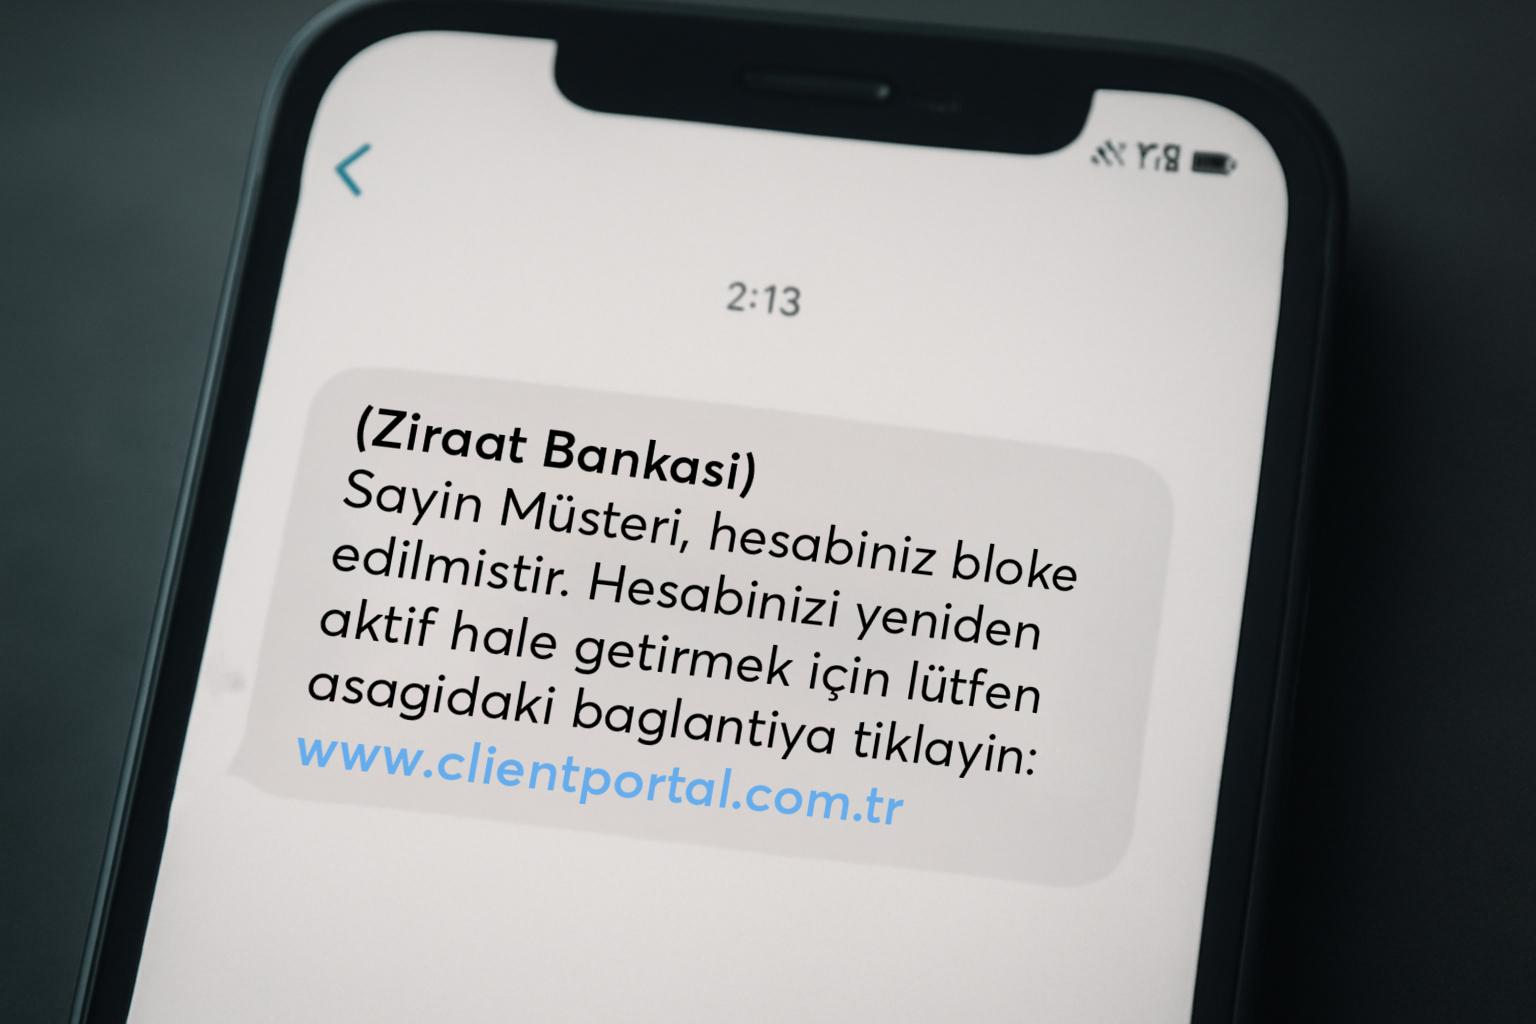 2:13
(Ziraat Bankasi)
Sayin Müsteri, hesabiniz bloke
edilmistir. Hesabinizi yeniden
aktif hale getirmek için lütfen
asagidaki baglantiya tiklayin:
www.clientportal.com.tr